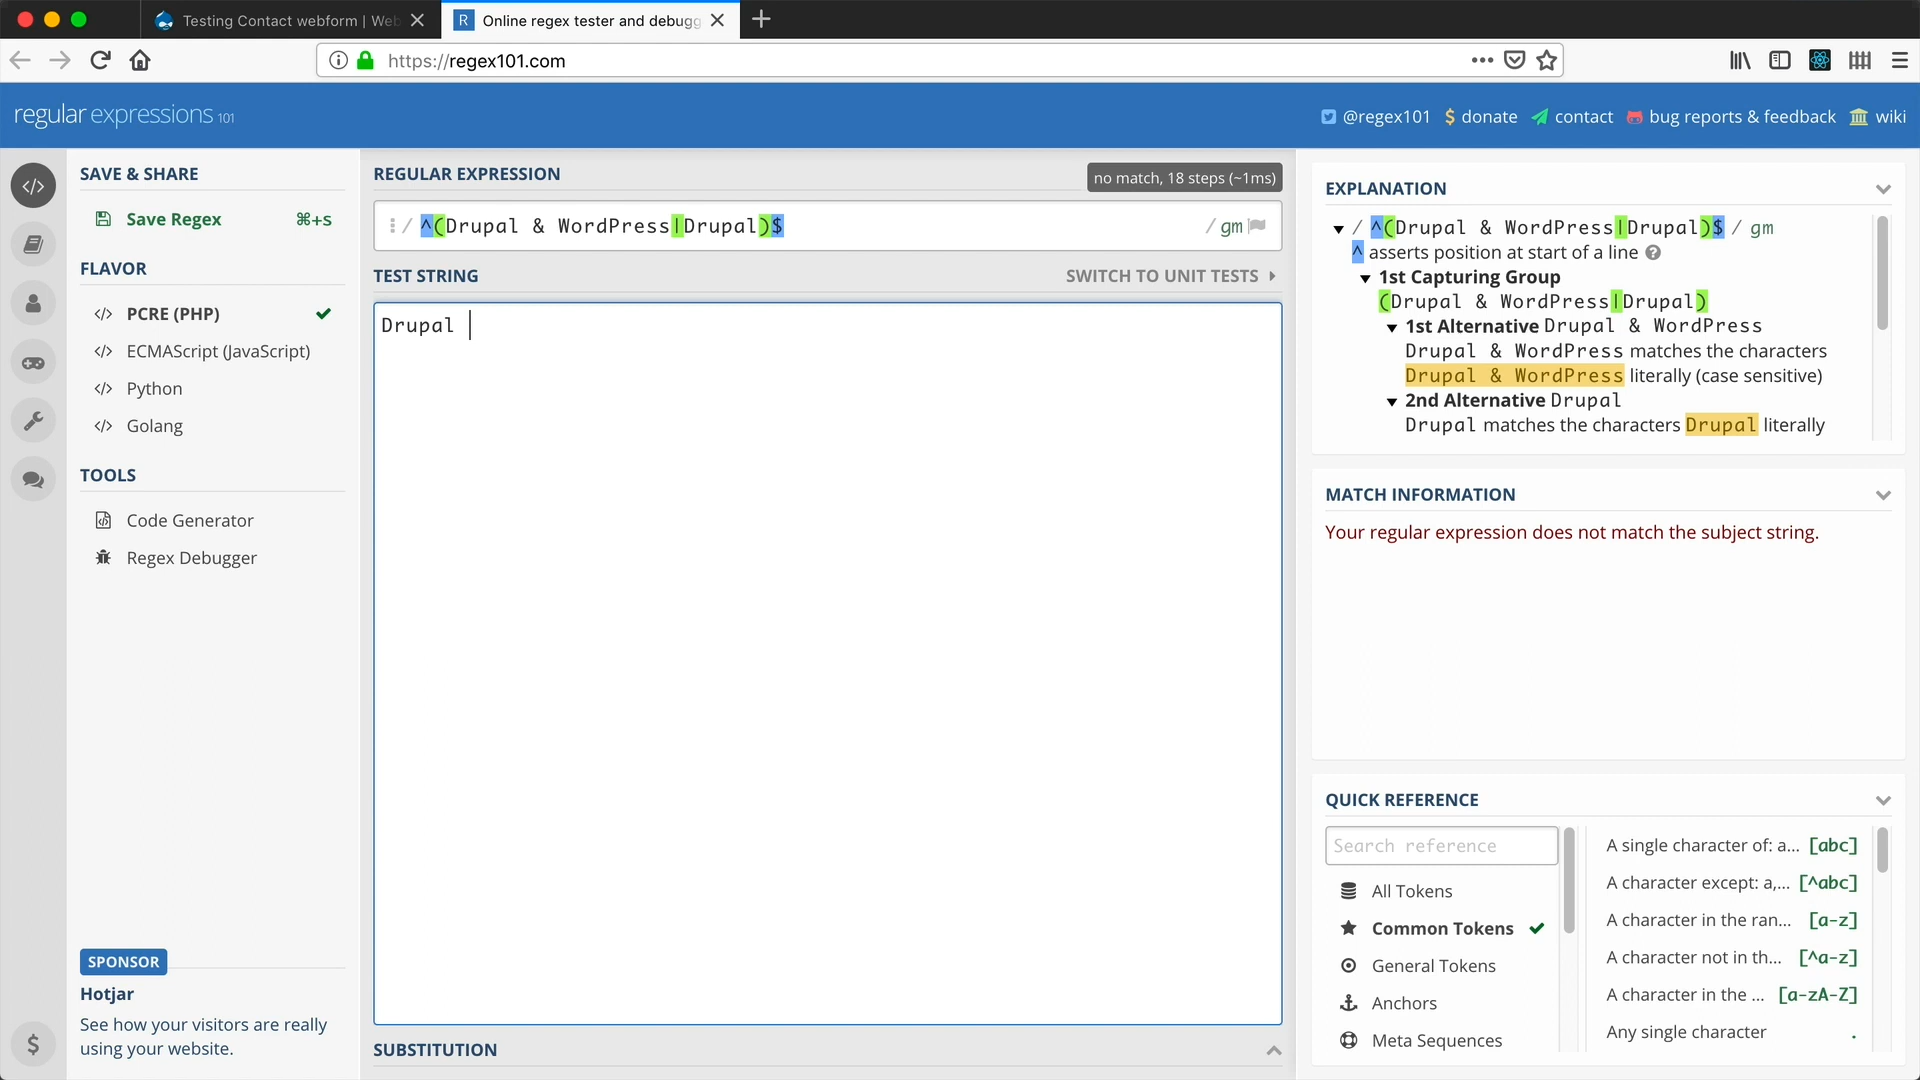 Testing Contact webform | Web
Online regex tester and debugg
https://regex101.com
regular expressions 101
@regex101
$ donate
contact
bug reports & feedback
wiki
SAVE & SHARE
Save Regex ⌘+s
FLAVOR
</> PCRE (PHP)
</> ECMAScript (JavaScript)
</> Python
</> Golang
TOOLS
Code Generator
Regex Debugger
SPONSOR
Hotjar
See how your visitors are really
using your website.
REGULAR EXPRESSION
no match, 18 steps (~1ms)
/ ^(Drupal & WordPress|Drupal)$ / gm
TEST STRING
SWITCH TO UNIT TESTS
Drupal
SUBSTITUTION
EXPLANATION
/ ^(Drupal & WordPress|Drupal)$ / gm
^ asserts position at start of a line
1st Capturing Group
(Drupal & WordPress|Drupal)
1st Alternative Drupal & WordPress
Drupal & WordPress matches the characters
Drupal & WordPress literally (case sensitive)
2nd Alternative Drupal
Drupal matches the characters Drupal literally
MATCH INFORMATION
Your regular expression does not match the subject string.
QUICK REFERENCE
Search reference
All Tokens
Common Tokens
General Tokens
Anchors
Meta Sequences
A single character of: a... [abc]
A character except: a,... [^abc]
A character in the ran... [a-z]
A character not in th... [^a-z]
A character in the ... [a-zA-Z]
Any single character .